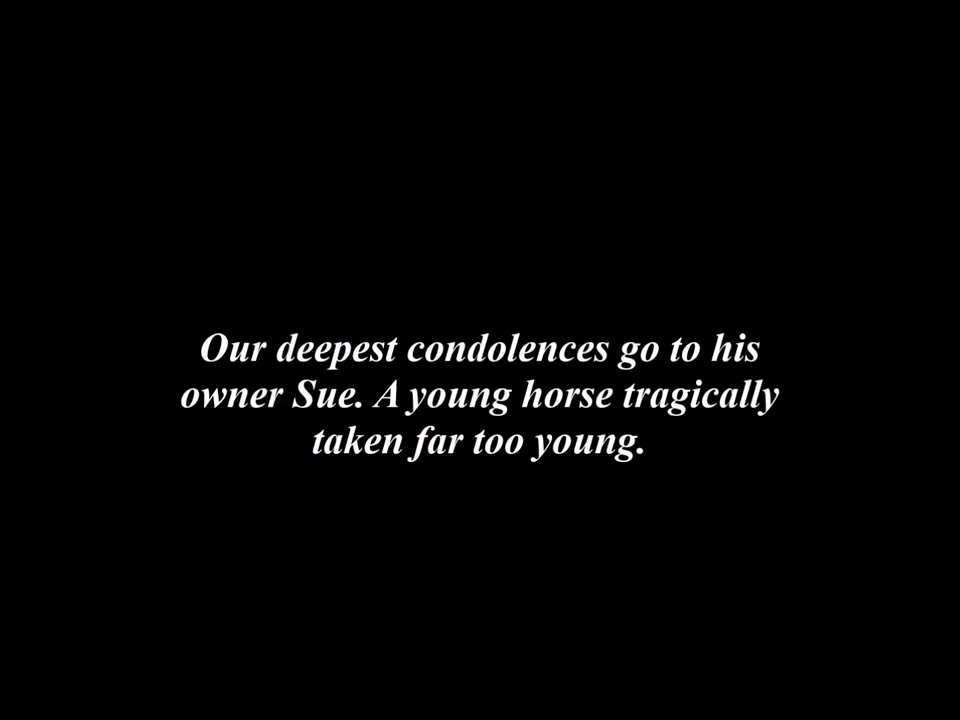 Our deepest condolences go to his
owner Sue. A young horse tragically
taken far too young.